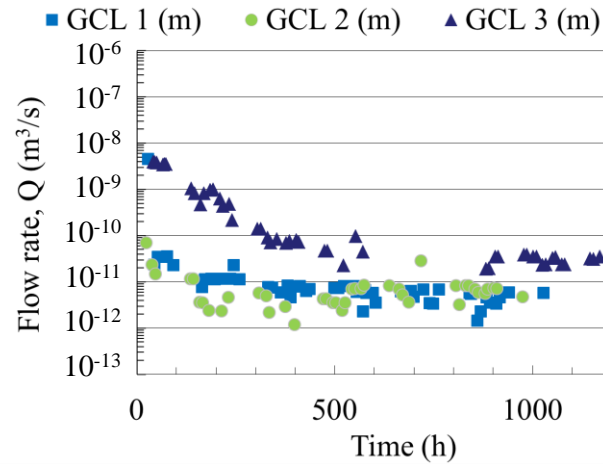 GCL 1 (m) GCL 2 (m) GCL 3 (m)
10⁻⁶
10⁻⁷
10⁻⁸
10⁻⁹
10⁻¹⁰
10⁻¹¹
10⁻¹²
10⁻¹³
Flow rate, Q (m³/s)
0 500 1000
Time (h)